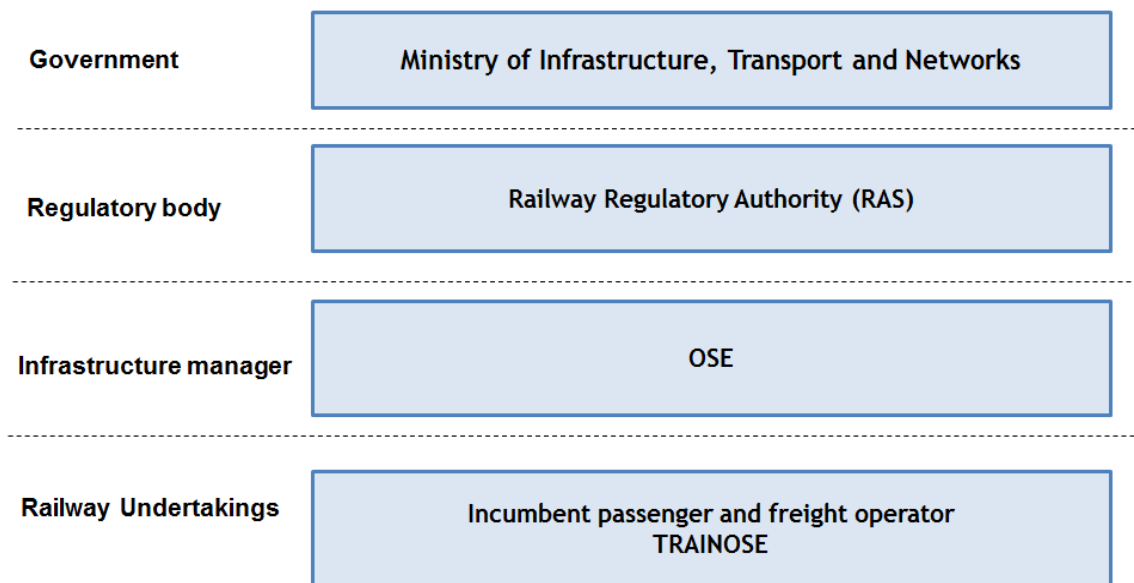 Government
Ministry of Infrastructure, Transport and Networks
Regulatory body
Railway Regulatory Authority (RAS)
Infrastructure manager
OSE
Railway Undertakings
Incumbent passenger and freight operator
TRAINOSE